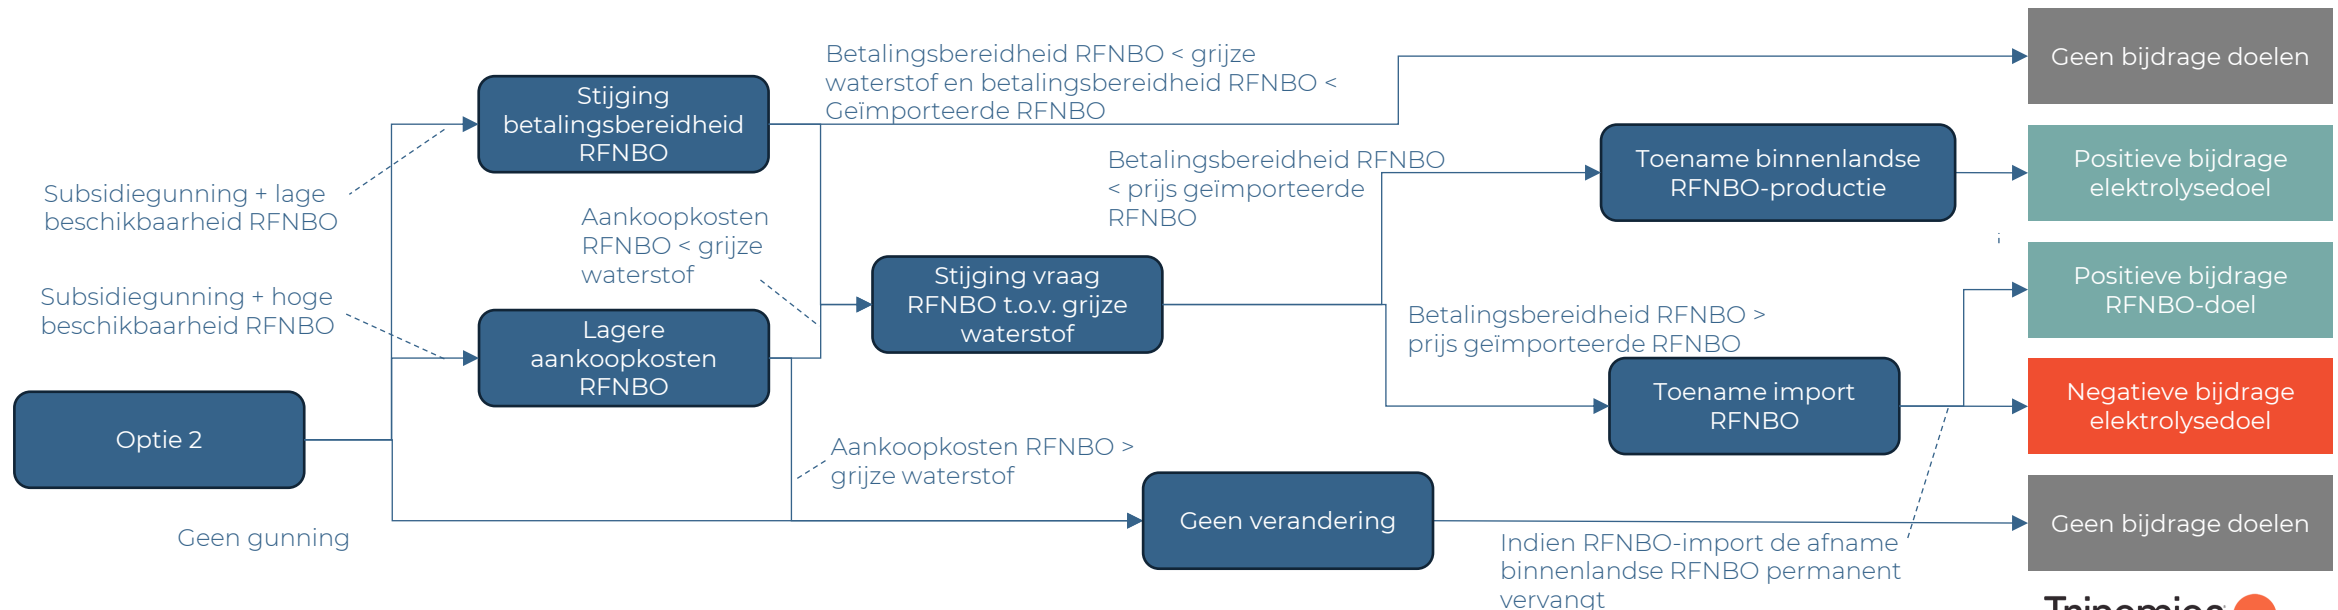 Betalingsbereidheid RFNBO < grijze
waterstof en betalingsbereidheid RFNBO <
Geïmporteerde RFNBO
Geen bijdrage doelen
Stijging
betalingsbereidheid
RFNBO
Betalingsbereidheid RFNBO
< prijs geïmporteerde
RFNBO
Toename binnenlandse
RFNBO-productie
Positieve bijdrage
elektrolysedoel
Subsidiegunning + lage
beschikbaarheid RFNBO
Aankoopkosten
RFNBO < grijze
waterstof
Stijging vraag
RFNBO t.o.v. grijze
waterstof
Positieve bijdrage
RFNBO-doel
Subsidiegunning + hoge
beschikbaarheid RFNBO
Lagere
aankoopkosten
RFNBO
Betalingsbereidheid RFNBO >
prijs geïmporteerde RFNBO
Toename import
RFNBO
Negatieve bijdrage
elektrolysedoel
Optie 2
Aankoopkosten RFNBO >
grijze waterstof
Geen verandering
Geen bijdrage doelen
Geen gunning
Indien RFNBO-import de afname
binnenlandse RFNBO permanent
vervangt
Trinomics